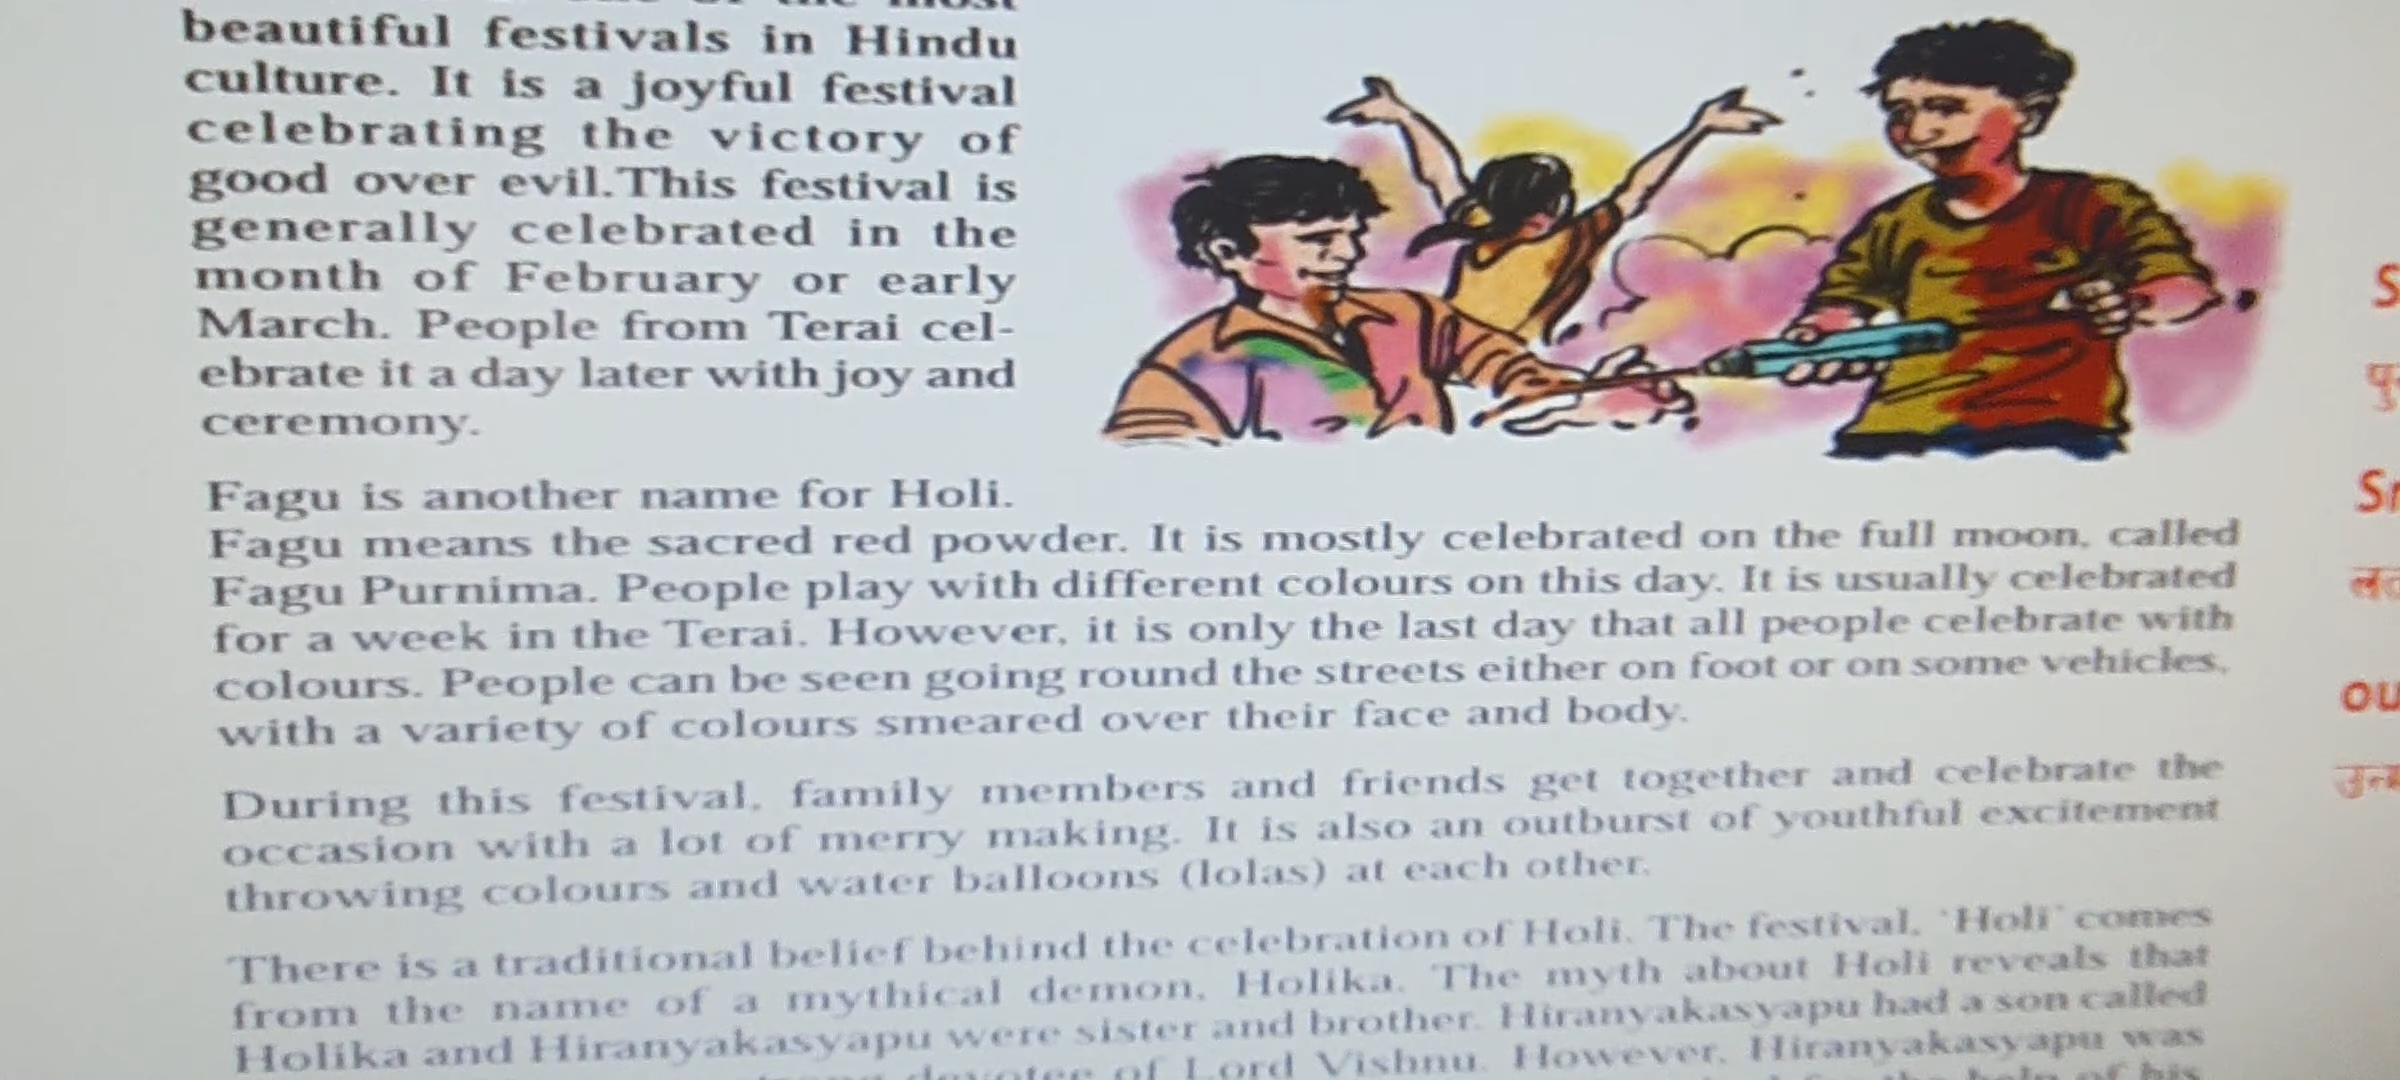 beautiful festivals in Hindu
culture. It is a joyful festival
celebrating the victory of
good over evil.This festival is
generally celebrated in the
month of February or early
March. People from Terai cel-
ebrate it a day later with joy and
ceremony.
Fagu is another name for Holi.
Fagu means the sacred red powder. It is mostly celebrated on the full moon, called
Fagu Purnima. People play with different colours on this day. It is usually celebrated
for a week in the Terai. However, it is only the last day that all people celebrate with
colours. People can be seen going round the streets either on foot or on some vehicles,
with a variety of colours smeared over their face and body.
During this festival, family members and friends get together and celebrate the
occasion with a lot of merry making. It is also an outburst of youthful excitement
throwing colours and water balloons (lolas) at each other.
There is a traditional belief behind the celebration of Holi. The festival, 'Holi' comes
from the name of a mythical demon, Holika. The myth about Holi reveals that
Holika and Hiranyakasyapu were sister and brother. Hiranyakasyapu had a son called
devotee of Lord Vishnu. However, Hiranyakasyapu was